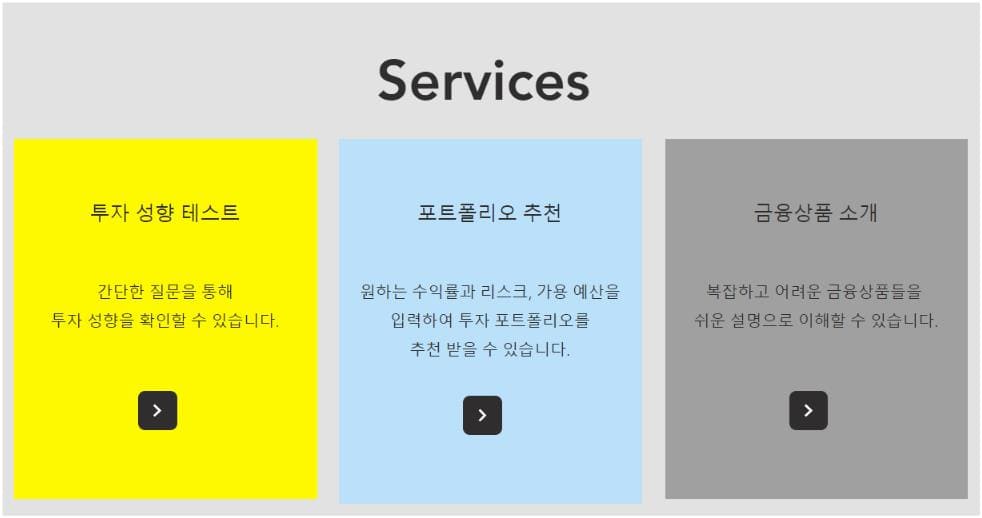 Services
투자 성향 테스트
간단한 질문을 통해
투자 성향을 확인할 수 있습니다.
포트폴리오 추천
원하는 수익률과 리스크, 가용 예산을
입력하여 투자 포트폴리오를
추천 받을 수 있습니다.
금융상품 소개
복잡하고 어려운 금융상품들을
쉬운 설명으로 이해할 수 있습니다.